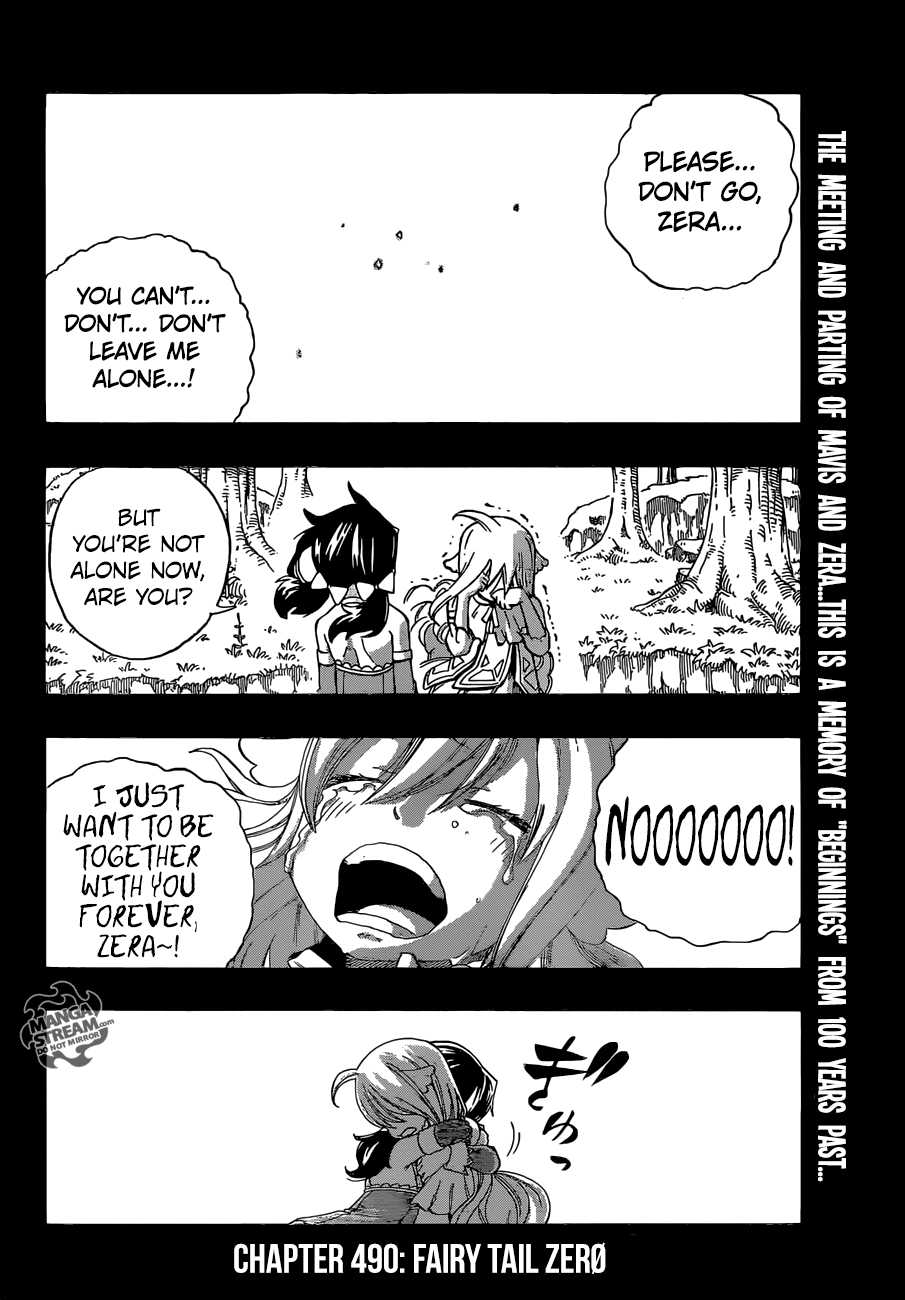 PLEASE...
DON'T GO,
ZERA...
YOU CAN'T...
DON'T... DON'T
LEAVE ME
ALONE...!
BUT
YOU'RE NOT
ALONE NOW,
ARE YOU?
NOOOOOOO!
I JUST
WANT TO BE
TOGETHER
WITH YOU
FOREVER,
ZERA~!
ぎゅっ
MANGA
STREAM.com
DO NOT MIRROR
THE MEETING AND PARTING OF MAVIS AND ZERA...THIS IS A MEMORY OF "BEGINNINGS" FROM 100 YEARS PAST...
CHAPTER 490: FAIRY TAIL ZERØ